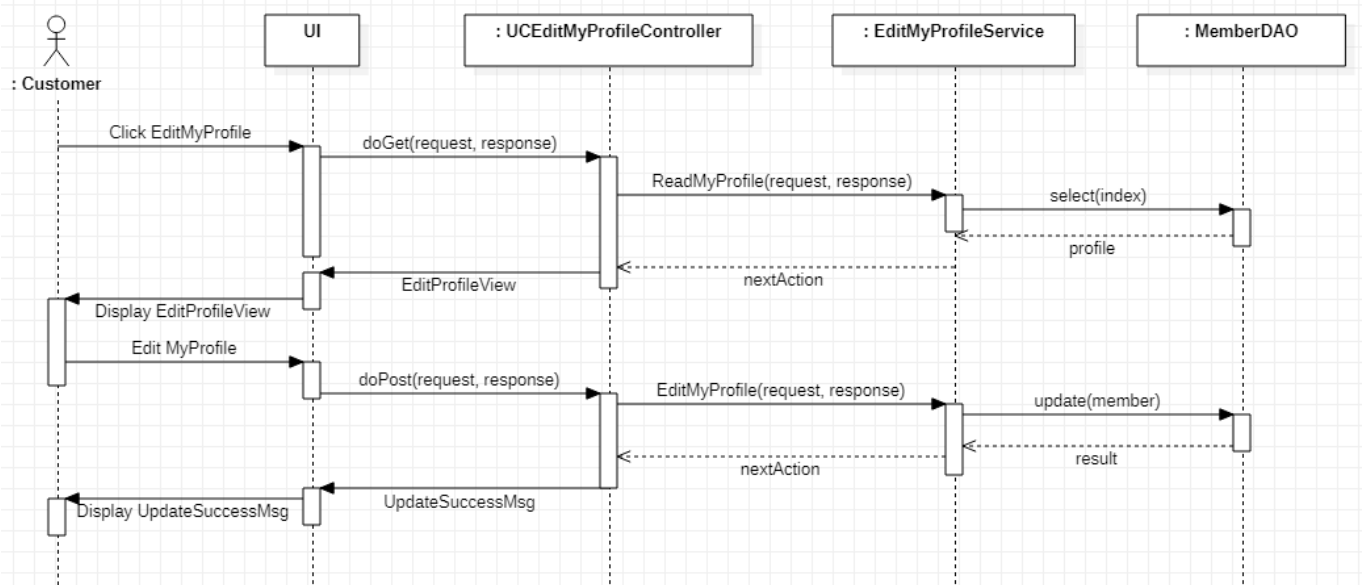 UI
: UCEditMyProfileController
: EditMyProfileService
: MemberDAO
: Customer
Click EditMyProfile
doGet(request, response)
ReadMyProfile(request, response)
select(index)
profile
nextAction
EditProfileView
Display EditProfileView
Edit MyProfile
doPost(request, response)
EditMyProfile(request, response)
update(member)
result
nextAction
UpdateSuccessMsg
Display UpdateSuccessMsg